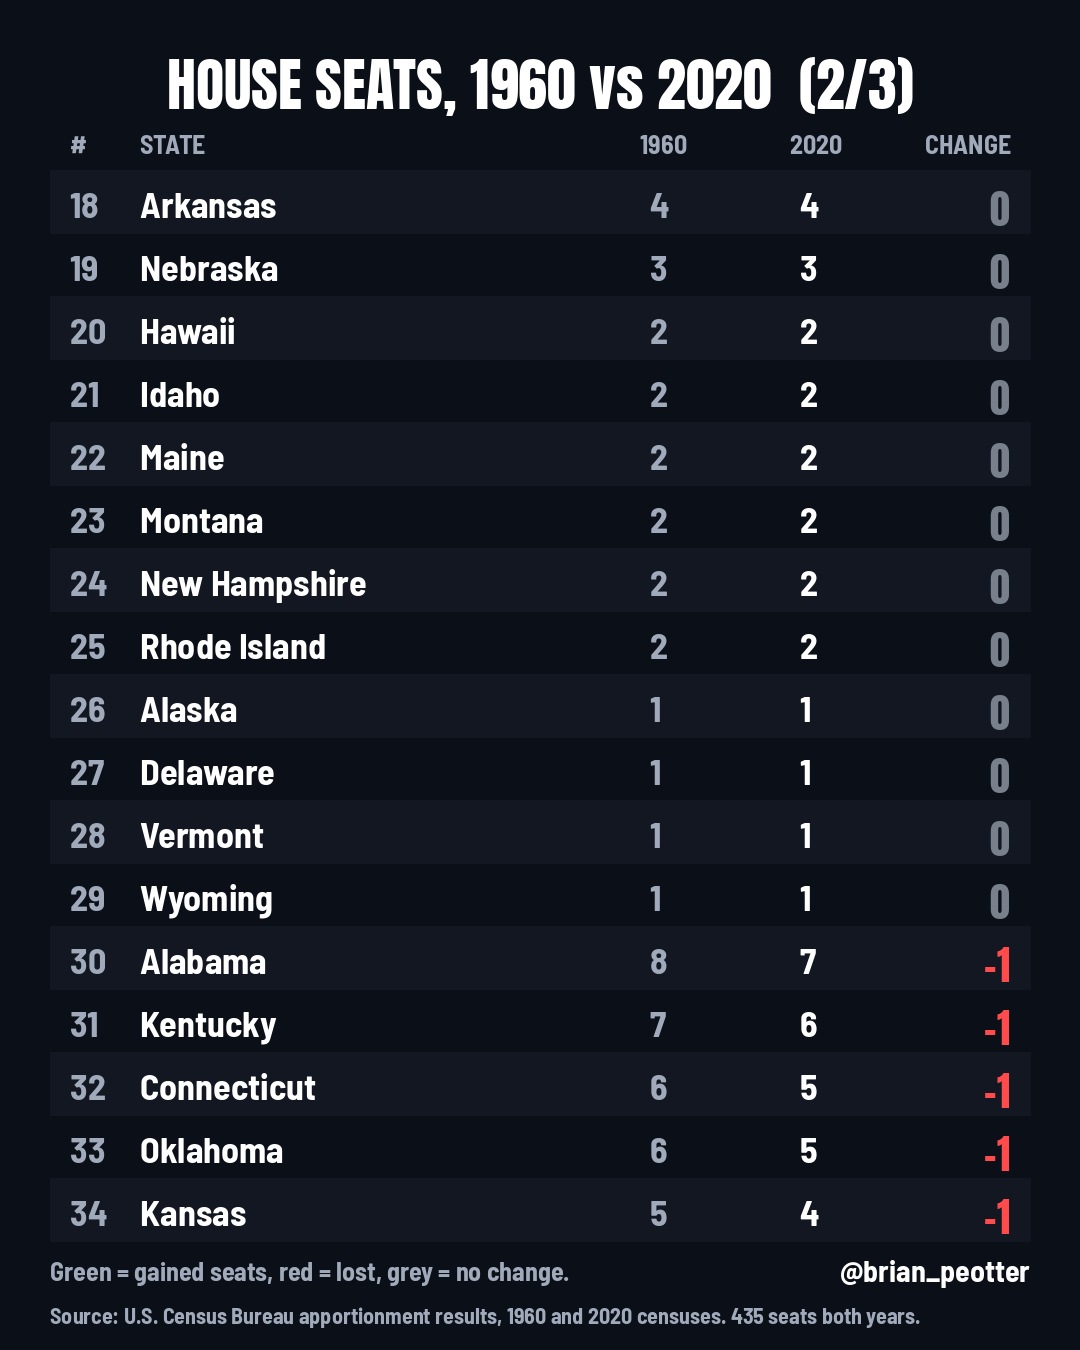 HOUSE SEATS, 1960 vs 2020 (2/3)
# STATE 1960 2020 CHANGE
18 Arkansas 4 4 0
19 Nebraska 3 3 0
20 Hawaii 2 2 0
21 Idaho 2 2 0
22 Maine 2 2 0
23 Montana 2 2 0
24 New Hampshire 2 2 0
25 Rhode Island 2 2 0
26 Alaska 1 1 0
27 Delaware 1 1 0
28 Vermont 1 1 0
29 Wyoming 1 1 0
30 Alabama 8 7 -1
31 Kentucky 7 6 -1
32 Connecticut 6 5 -1
33 Oklahoma 6 5 -1
34 Kansas 5 4 -1
Green = gained seats, red = lost, grey = no change. @brian_peotter
Source: U.S. Census Bureau apportionment results, 1960 and 2020 censuses. 435 seats both years.